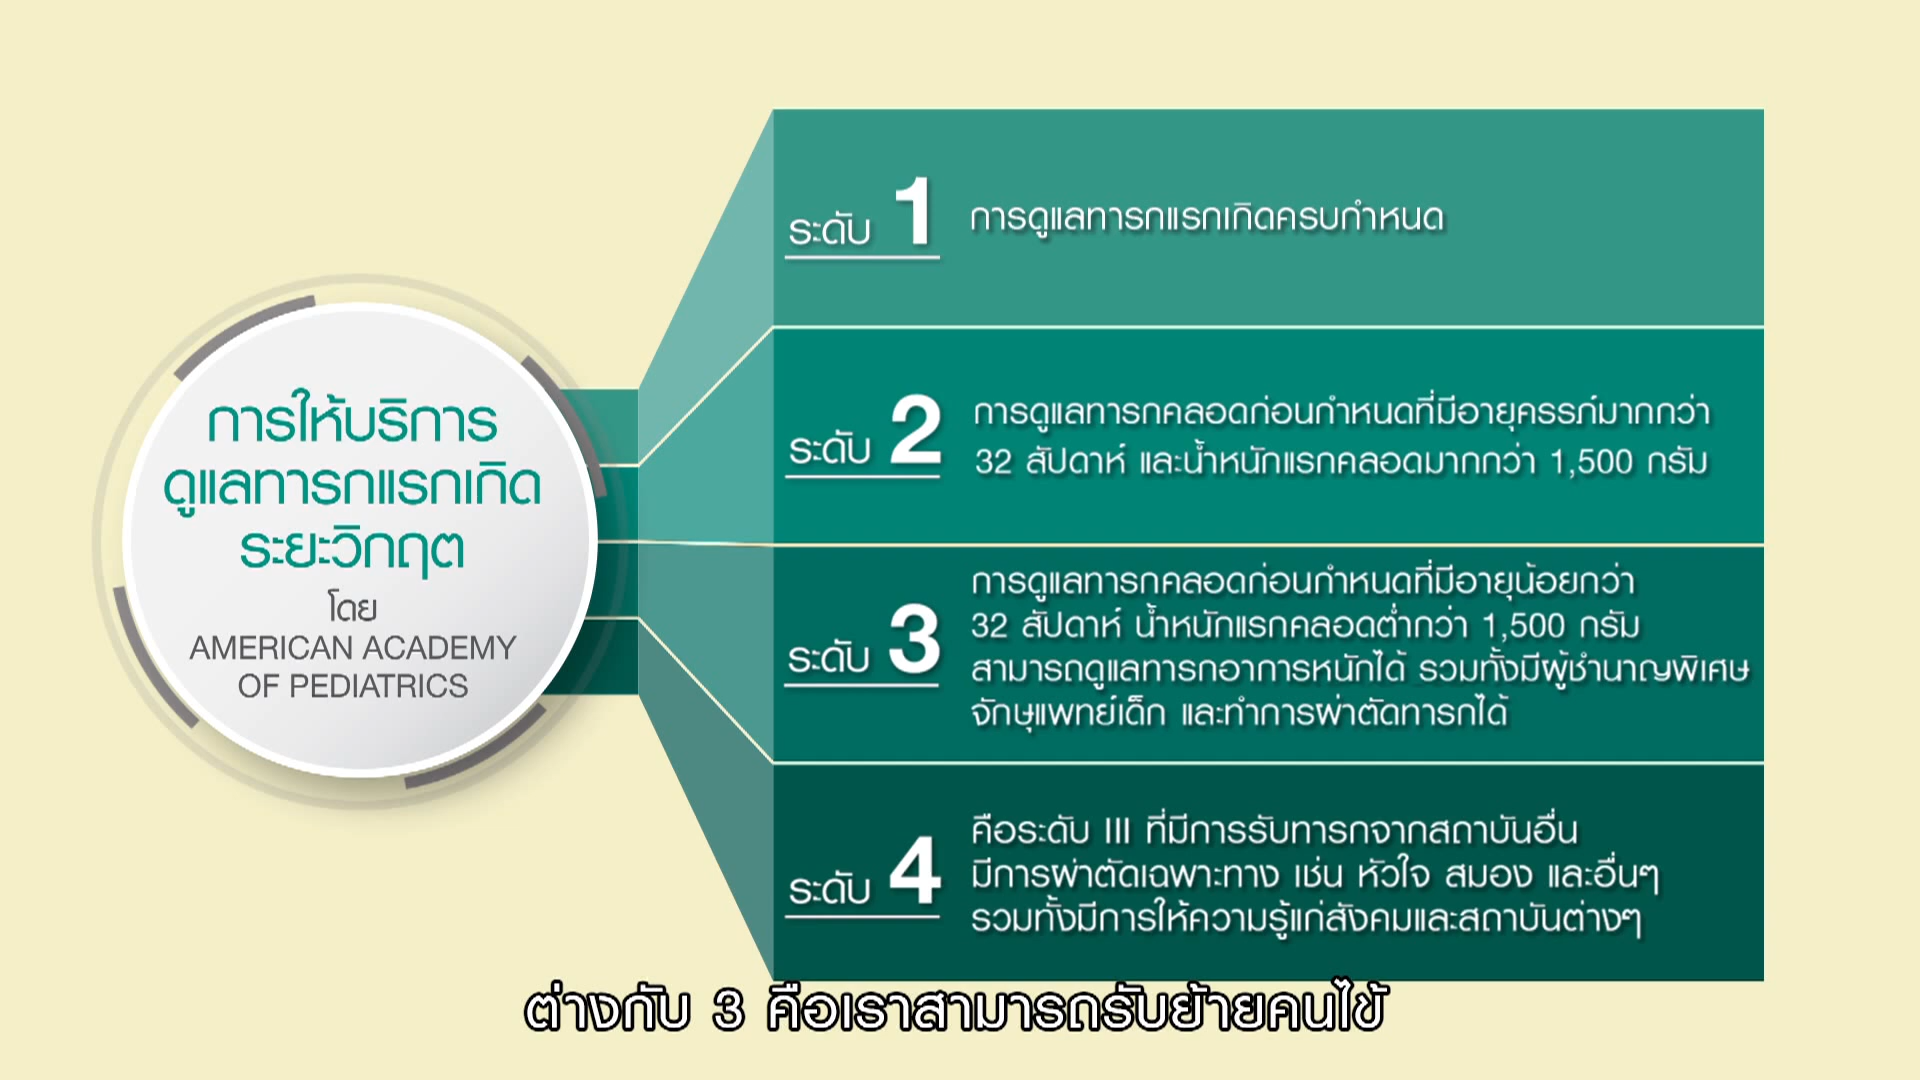 การให้บริการ
ดูแลทารกแรกเกิด
ระยะวิกฤต
โดย
AMERICAN ACADEMY
OF PEDIATRICS
ระดับ 1
การดูแลทารกแรกเกิดครบกำหนด
ระดับ 2
การดูแลทารกคลอดก่อนกำหนดที่มีอายุครรภ์มากกว่า
32 สัปดาห์ และน้ำหนักแรกคลอดมากกว่า 1,500 กรัม
ระดับ 3
การดูแลทารกคลอดก่อนกำหนดที่มีอายุน้อยกว่า
32 สัปดาห์ น้ำหนักแรกคลอดต่ำกว่า 1,500 กรัม
สามารถดูแลทารกอาการหนักได้ รวมทั้งมีผู้ชำนาญพิเศษ
จักษุแพทย์เด็ก และทำการผ่าตัดทารกได้
ระดับ 4
คือระดับ III ที่มีการรับทารกจากสถาบันอื่น
มีการผ่าตัดเฉพาะทาง เช่น หัวใจ สมอง และอื่นๆ
รวมทั้งมีการให้ความรู้แก่สังคมและสถาบันต่างๆ
ต่างกับ 3 คือเราสามารถรับย้ายคนไข้